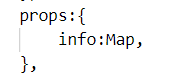 props:{
    info:Map,
},